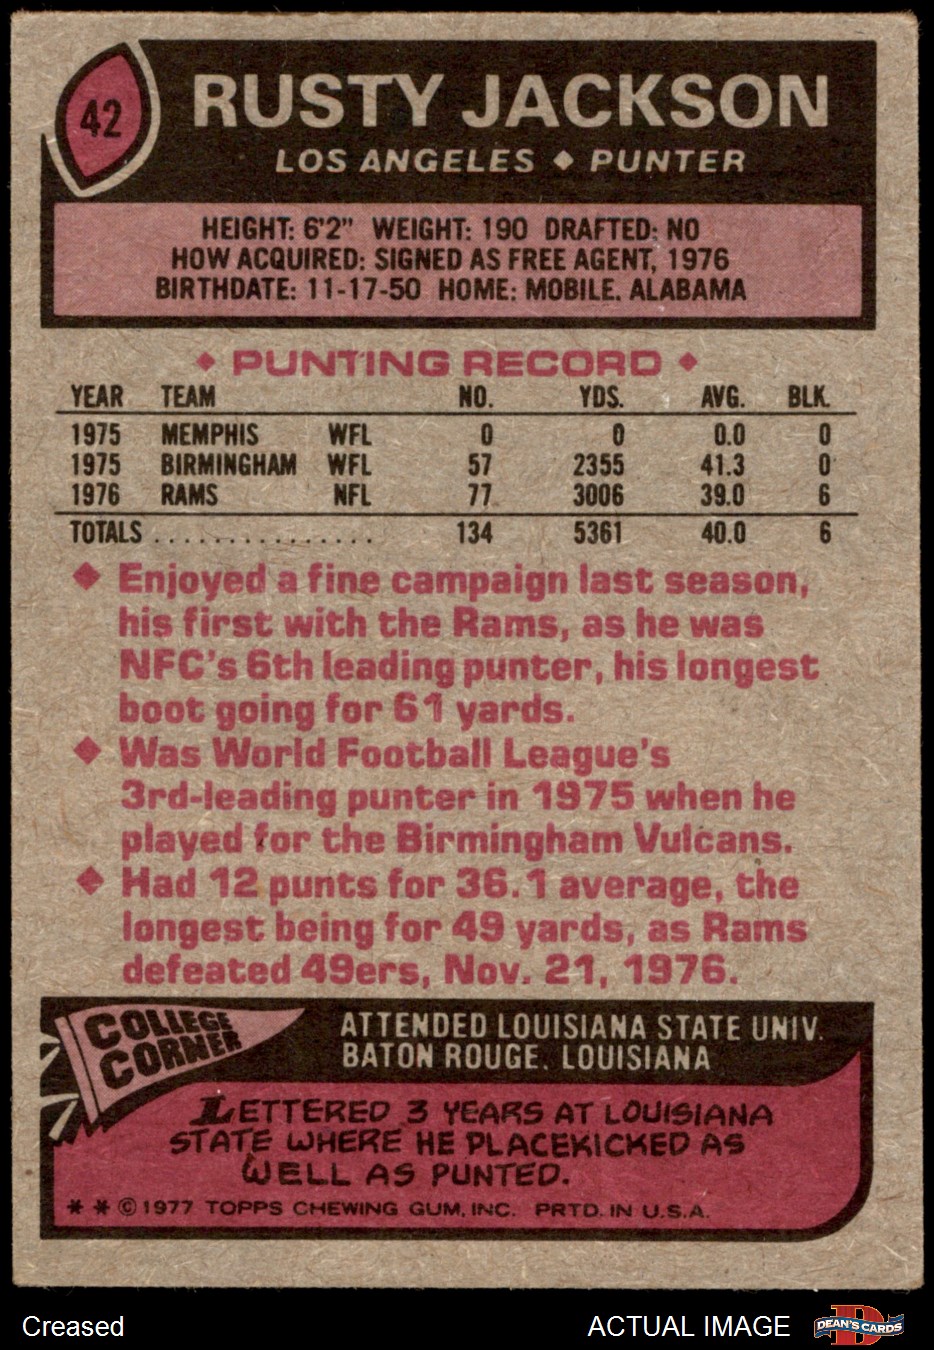 42
RUSTY JACKSON
LOS ANGELES ◆ PUNTER
HEIGHT: 6'2" WEIGHT: 190 DRAFTED: NO
HOW ACQUIRED: SIGNED AS FREE AGENT, 1976
BIRTHDATE: 11-17-50 HOME: MOBILE, ALABAMA
◆ PUNTING RECORD ◆
YEAR TEAM NO. YDS. AVG. BLK.
1975 MEMPHIS WFL 0 0 0.0 0
1975 BIRMINGHAM WFL 57 2355 41.3 0
1976 RAMS NFL 77 3006 39.0 6
TOTALS . . . . . . . . . . . . . . . 134 5361 40.0 6
◆ Enjoyed a fine campaign last season,
his first with the Rams, as he was
NFC's 6th leading punter, his longest
boot going for 61 yards.
◆ Was World Football League's
3rd-leading punter in 1975 when he
played for the Birmingham Vulcans.
◆ Had 12 punts for 36.1 average, the
longest being for 49 yards, as Rams
defeated 49ers, Nov. 21, 1976.
COLLEGE
CORNER
ATTENDED LOUISIANA STATE UNIV.
BATON ROUGE, LOUISIANA
LETTERED 3 YEARS AT LOUISIANA
STATE WHERE HE PLACEKICKED AS
WELL AS PUNTED.
* * © 1977 TOPPS CHEWING GUM, INC. PRTD. IN U.S.A.
Creased
ACTUAL IMAGE
D
DEAN'S CARDS